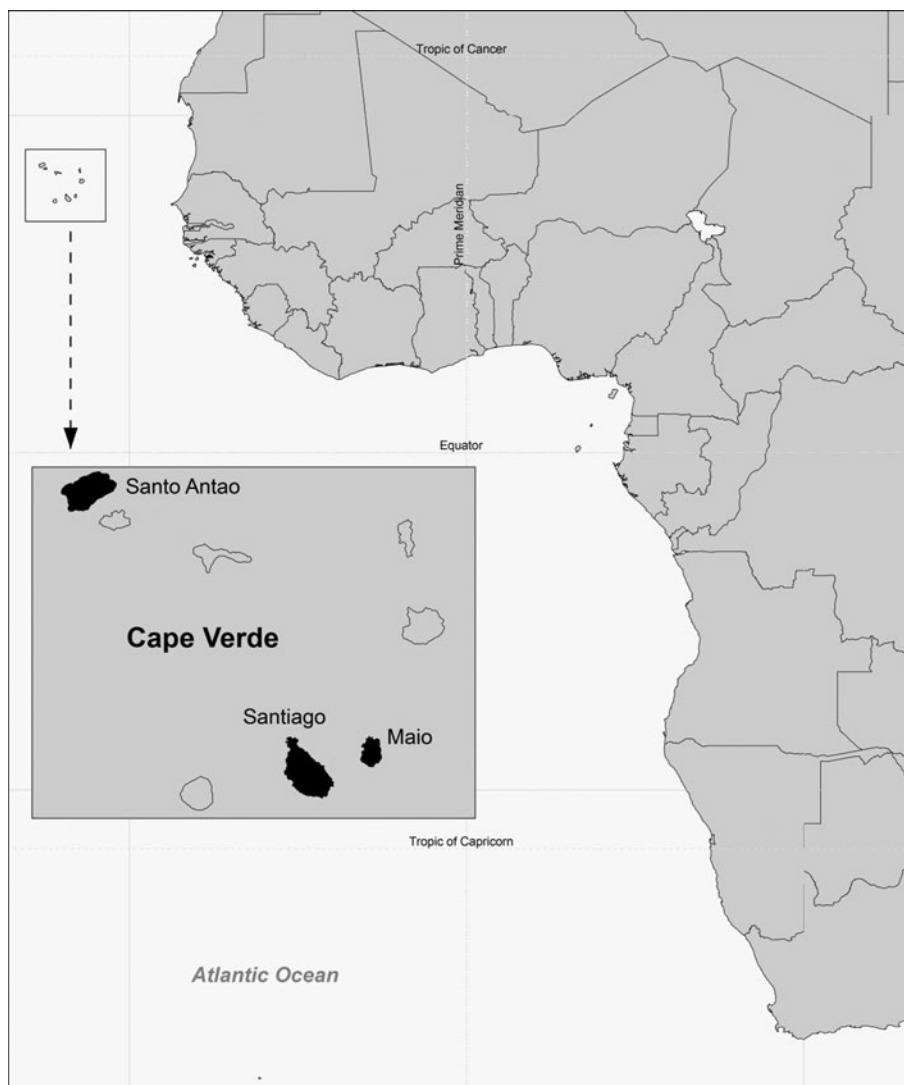 Tropic of Cancer
Prime Meridian
Equator
Santo Antao
Cape Verde
Santiago
Maio
Tropic of Capricorn
Atlantic Ocean